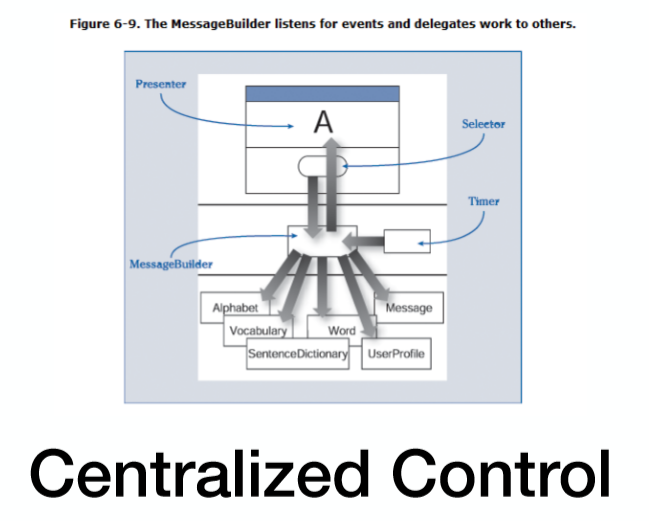 Figure 6-9. The MessageBuilder listens for events and delegates work to others.
Presenter
A
Selector
Timer
MessageBuilder
Alphabet
Message
Vocabulary
Word
SentenceDictionary
UserProfile
Centralized Control